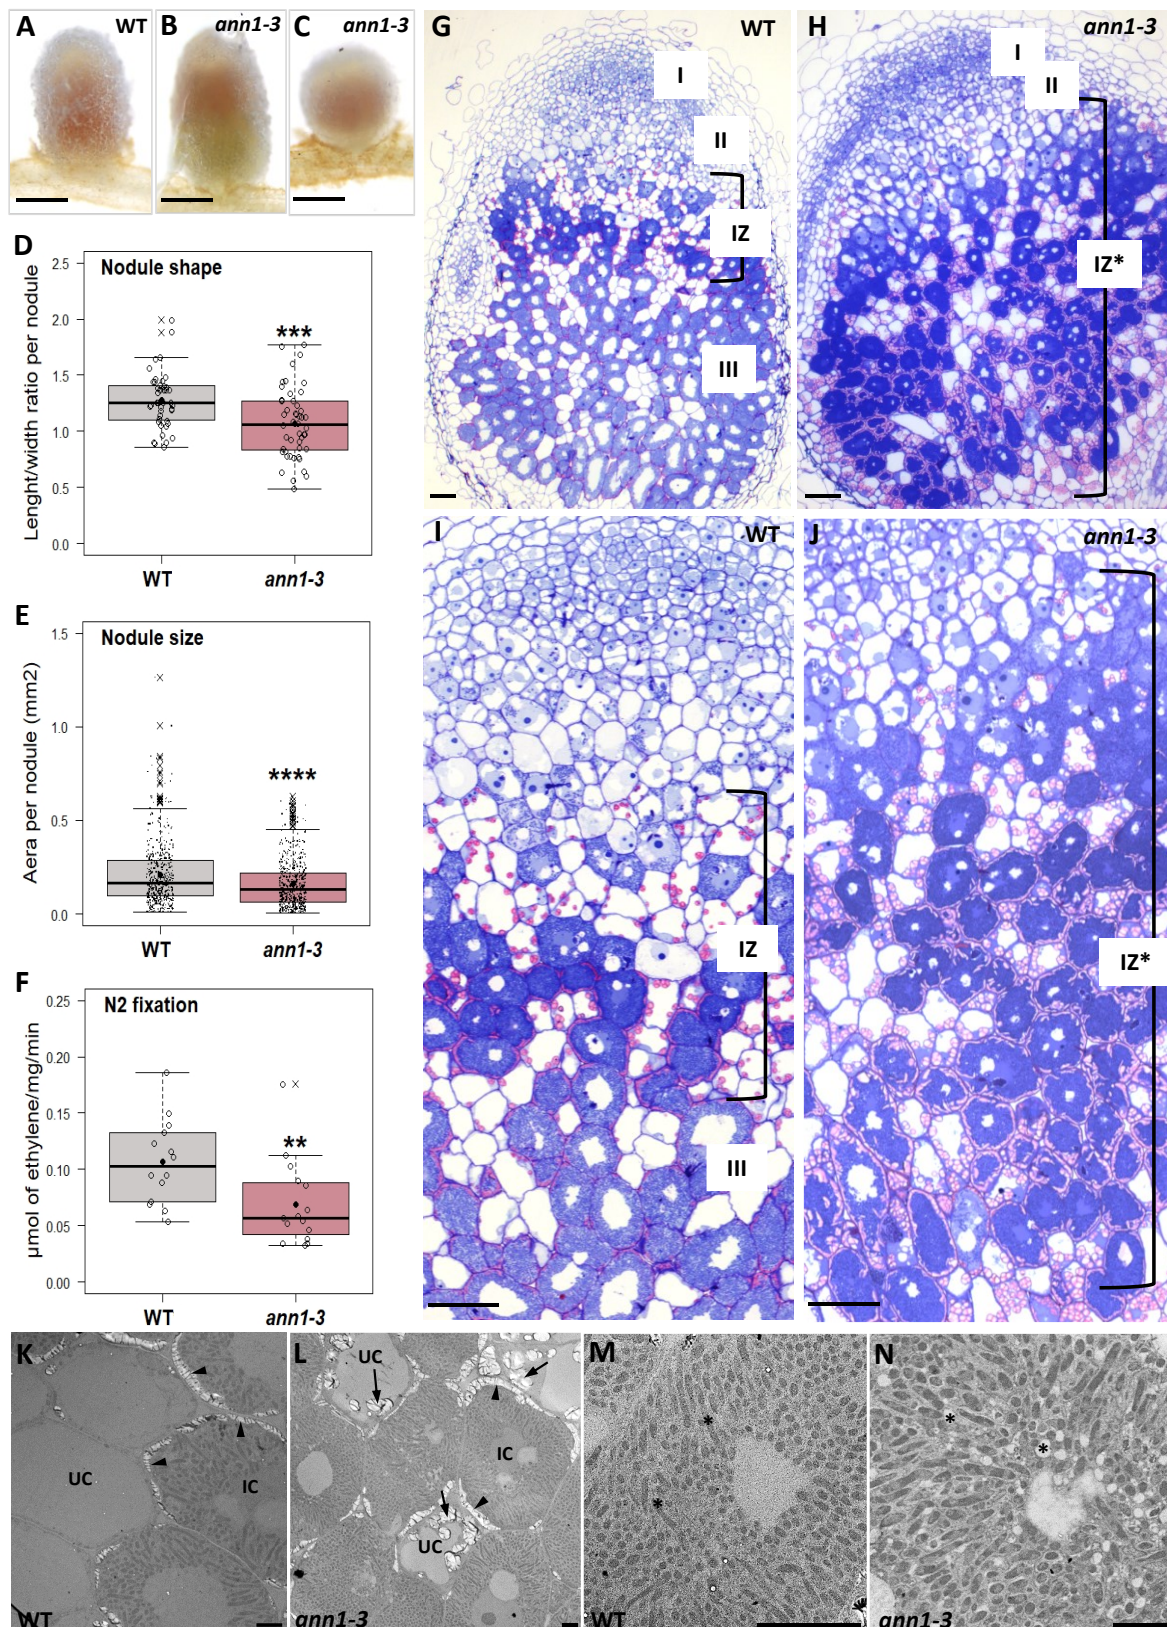 A WT
B ann1-3
C ann1-3
D
Nodule shape
Lenght/width ratio per nodule
2.5
2.0
1.5
1.0
0.5
0.0
***
WT
ann1-3
E
Nodule size
Aera per nodule (mm2)
1.5
1.0
0.5
0.0
****
WT
ann1-3
F
N2 fixation
µmol of ethylene/mg/min
0.25
0.20
0.15
0.10
0.05
0.00
**
WT
ann1-3
G WT
I
II
IZ
III
H ann1-3
I
II
IZ*
I WT
IZ
III
J ann1-3
IZ*
K
UC
IC
WT
L
UC
IC
UC
ann1-3
M
*
*
WT
N
*
*
ann1-3